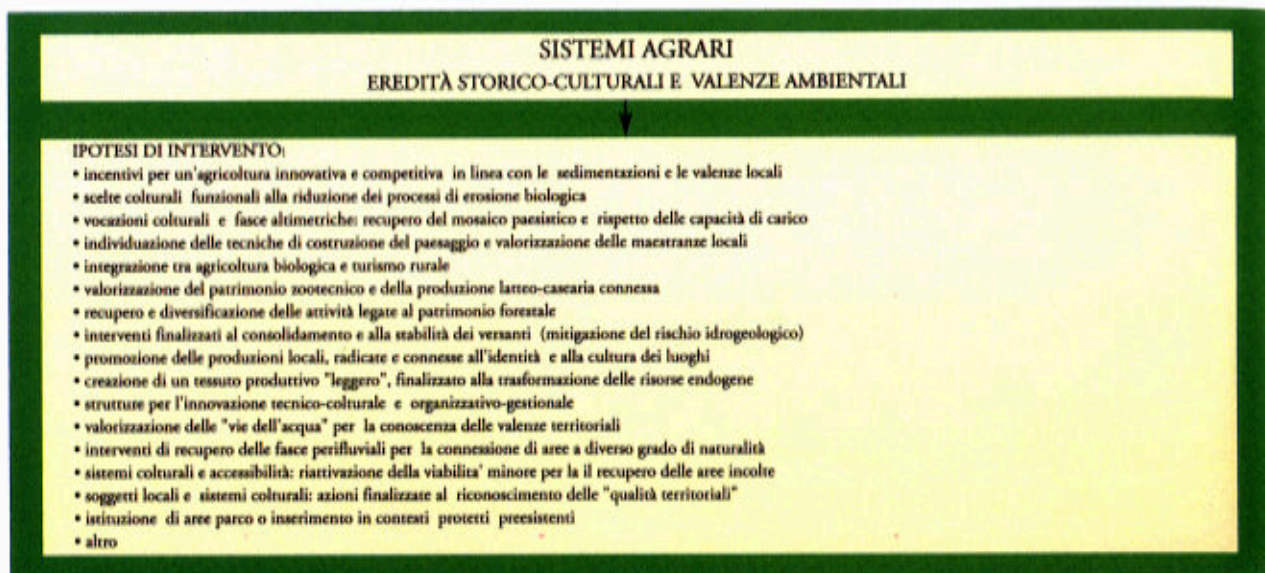 SISTEMI AGRARI
EREDITÀ STORICO-CULTURALI E VALENZE AMBIENTALI
IPOTESI DI INTERVENTO:
• incentivi per un'agricoltura innovativa e competitiva in linea con le sedimentazioni e le valenze locali
• scelte colturali funzionali alla riduzione dei processi di erosione biologica
• vocazioni colturali e fasce altimetriche: recupero del mosaico paesistico e rispetto delle capacità di carico
• individuazione delle tecniche di costruzione del paesaggio e valorizzazione delle maestranze locali
• integrazione tra agricoltura biologica e turismo rurale
• valorizzazione del patrimonio zootecnico e della produzione latteo-casearia connessa
• recupero e diversificazione delle attività legate al patrimonio forestale
• interventi finalizzati al consolidamento e alla stabilità dei versanti (mitigazione del rischio idrogeologico)
• promozione delle produzioni locali, radicate e connesse all'identità e alla cultura dei luoghi
• creazione di un tessuto produttivo "leggero", finalizzato alla trasformazione delle risorse endogene
• strutture per l'innovazione tecnico-colturale e organizzativo-gestionale
• valorizzazione delle "vie dell'acqua" per la conoscenza delle valenze territoriali
• interventi di recupero delle fasce perifluviali per la connessione di aree a diverso grado di naturalità
• sistemi colturali e accessibilità: riattivazione della viabilita' minore per la il recupero delle aree incolte
• soggetti locali e sistemi colturali: azioni finalizzate al riconoscimento delle "qualità territoriali"
• istituzione di aree parco o inserimento in contesti protetti preesistenti
• altro